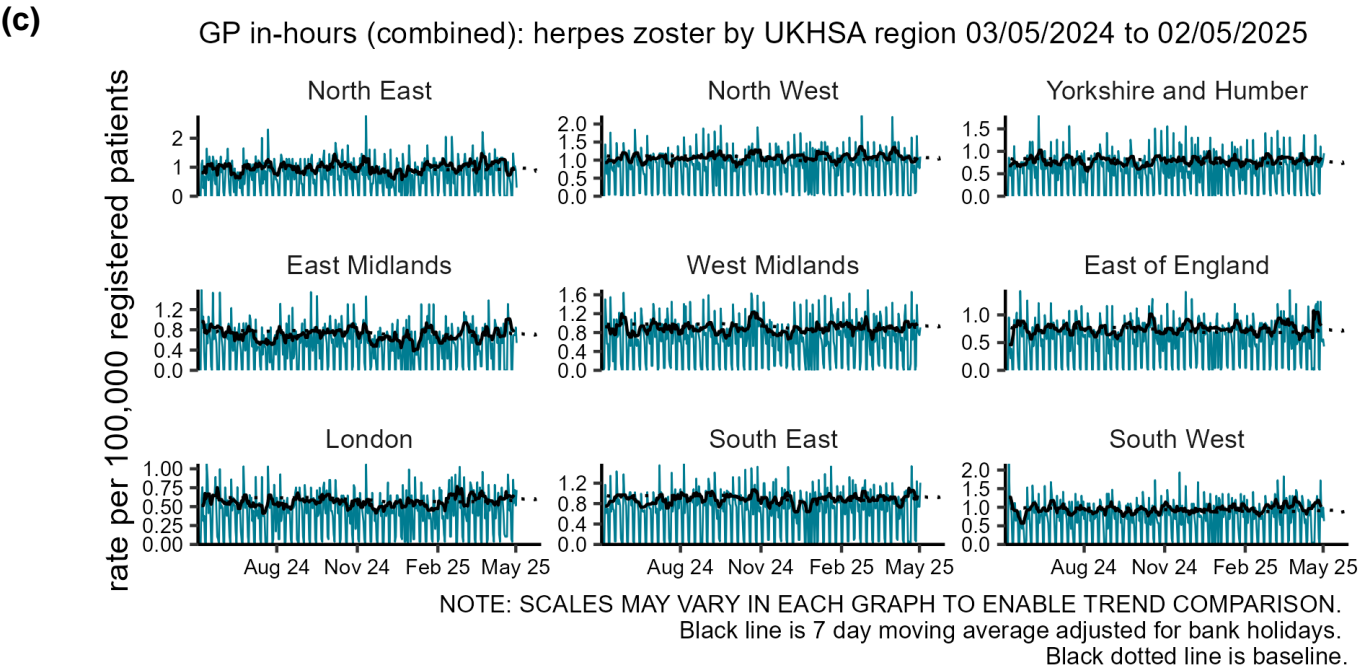 (c)
GP in-hours (combined): herpes zoster by UKHSA region 03/05/2024 to 02/05/2025
rate per 100,000 registered patients
North East
2
1
0
North West
2.0
1.5
1.0
0.5
0.0
Yorkshire and Humber
1.5
1.0
0.5
0.0
East Midlands
1.2
0.8
0.4
0.0
West Midlands
1.6
1.2
0.8
0.4
0.0
East of England
1.0
0.5
0.0
London
1.00
0.75
0.50
0.25
0.00
Aug 24 Nov 24 Feb 25 May 25
South East
1.2
0.8
0.4
0.0
Aug 24 Nov 24 Feb 25 May 25
South West
2.0
1.5
1.0
0.5
0.0
Aug 24 Nov 24 Feb 25 May 25
NOTE: SCALES MAY VARY IN EACH GRAPH TO ENABLE TREND COMPARISON.
Black line is 7 day moving average adjusted for bank holidays.
Black dotted line is baseline.